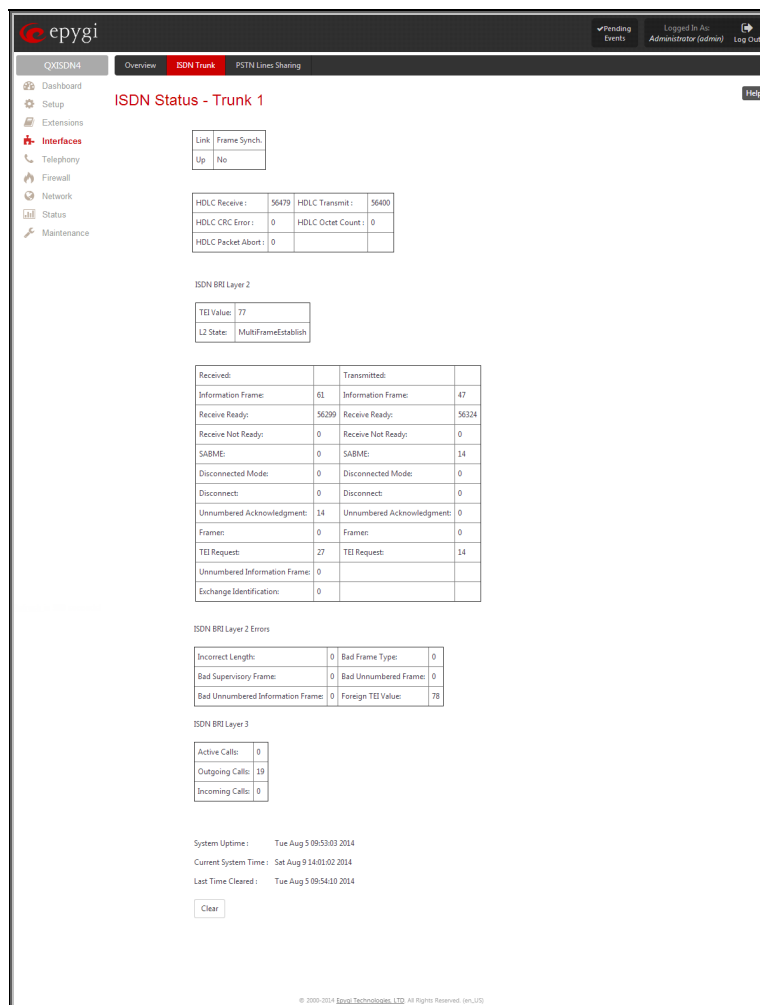 epygi
✔Pending Events
Logged In As: Administrator (admin)
Log Out
QXISDN4
Overview ISDN Trunk PSTN Lines Sharing
Dashboard
Setup
Extensions
Interfaces
Telephony
Firewall
Network
Status
Maintenance
Help
ISDN Status - Trunk 1
Link Frame Synch.
Up No
HDLC Receive : 56479 HDLC Transmit : 56400
HDLC CRC Error : 0 HDLC Octet Count : 0
HDLC Packet Abort : 0
ISDN BRI Layer 2
TEI Value: 77
L2 State: MultiFrameEstablish
Received: Transmitted:
Information Frame: 61 Information Frame: 47
Receive Ready: 56299 Receive Ready: 56324
Receive Not Ready: 0 Receive Not Ready: 0
SABME: 0 SABME: 14
Disconnected Mode: 0 Disconnected Mode: 0
Disconnect: 0 Disconnect: 0
Unnumbered Acknowledgment: 14 Unnumbered Acknowledgment: 0
Framer: 0 Framer: 0
TEI Request: 27 TEI Request: 14
Unnumbered Information Frame: 0
Exchange Identification: 0
ISDN BRI Layer 2 Errors
Incorrect Length: 0 Bad Frame Type: 0
Bad Supervisory Frame: 0 Bad Unnumbered Frame: 0
Bad Unnumbered Information Frame: 0 Foreign TEI Value: 78
ISDN BRI Layer 3
Active Calls: 0
Outgoing Calls: 19
Incoming Calls: 0
System Uptime : Tue Aug 5 09:53:03 2014
Current System Time : Sat Aug 9 14:01:02 2014
Last Time Cleared : Tue Aug 5 09:54:10 2014
Clear
© 2000-2014 Epygi Technologies, LTD. All Rights Reserved. (en_US)